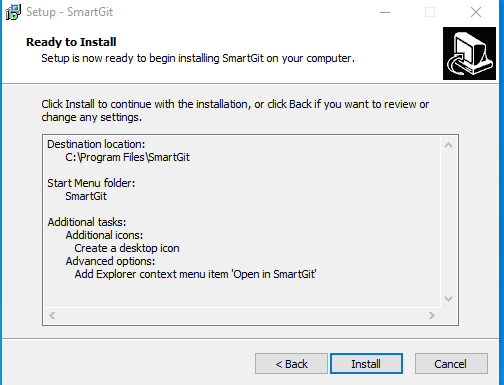 Setup - SmartGit
Ready to Install
Setup is now ready to begin installing SmartGit on your computer.
Click Install to continue with the installation, or click Back if you want to review or
change any settings.
Destination location:
C:\Program Files\SmartGit
Start Menu folder:
SmartGit
Additional tasks:
Additional icons:
Create a desktop icon
Advanced options:
Add Explorer context menu item 'Open in SmartGit'
< Back
Install
Cancel